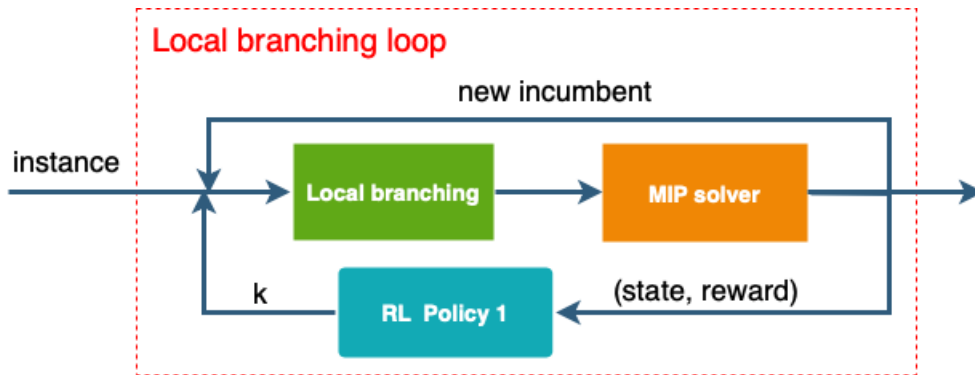 Local branching loop
new incumbent
instance
Local branching
MIP solver
k
RL Policy 1
(state, reward)